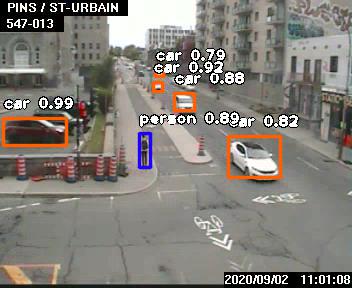 PINS / ST-URBAIN
547-013
car 0.79
car 0.92
car 0.88
car 0.99
person 0.89
car 0.82
2020/09/02 11:01:08